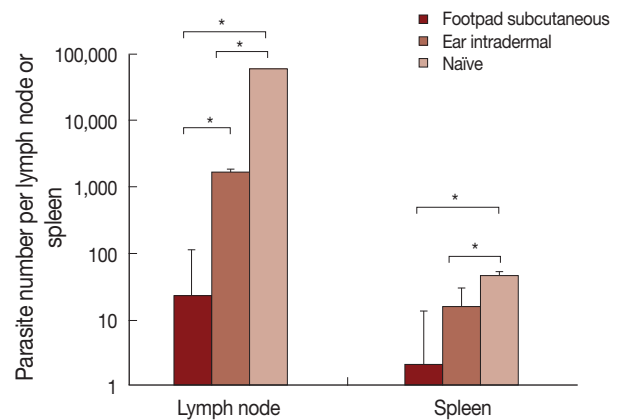 Footpad subcutaneous
Ear intradermal
Naïve
Parasite number per lymph node or
spleen
100,000
10,000
1,000
100
10
1
*
*
*
*
*
Lymph node
Spleen